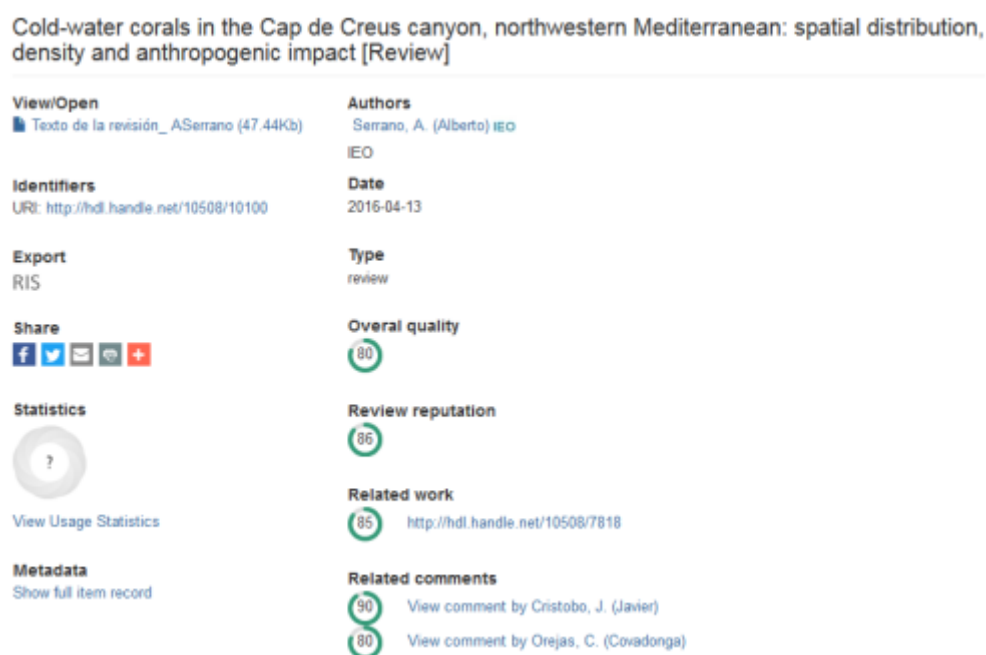 Cold-water corals in the Cap de Creus canyon, northwestern Mediterranean: spatial distribution,
density and anthropogenic impact [Review]
View/Open
Texto de la revisión_ ASerrano (47.44Kb)
Identifiers
URI: http://hdl.handle.net/10508/10100
Export
RIS
Share
Statistics
?
View Usage Statistics
Metadata
Show full item record
Authors
Serrano, A. (Alberto) IEO
IEO
Date
2016-04-13
Type
review
Overal quality
80
Review reputation
86
Related work
85 http://hdl.handle.net/10508/7818
Related comments
90 View comment by Cristobo, J. (Javier)
80 View comment by Orejas, C. (Covadonga)